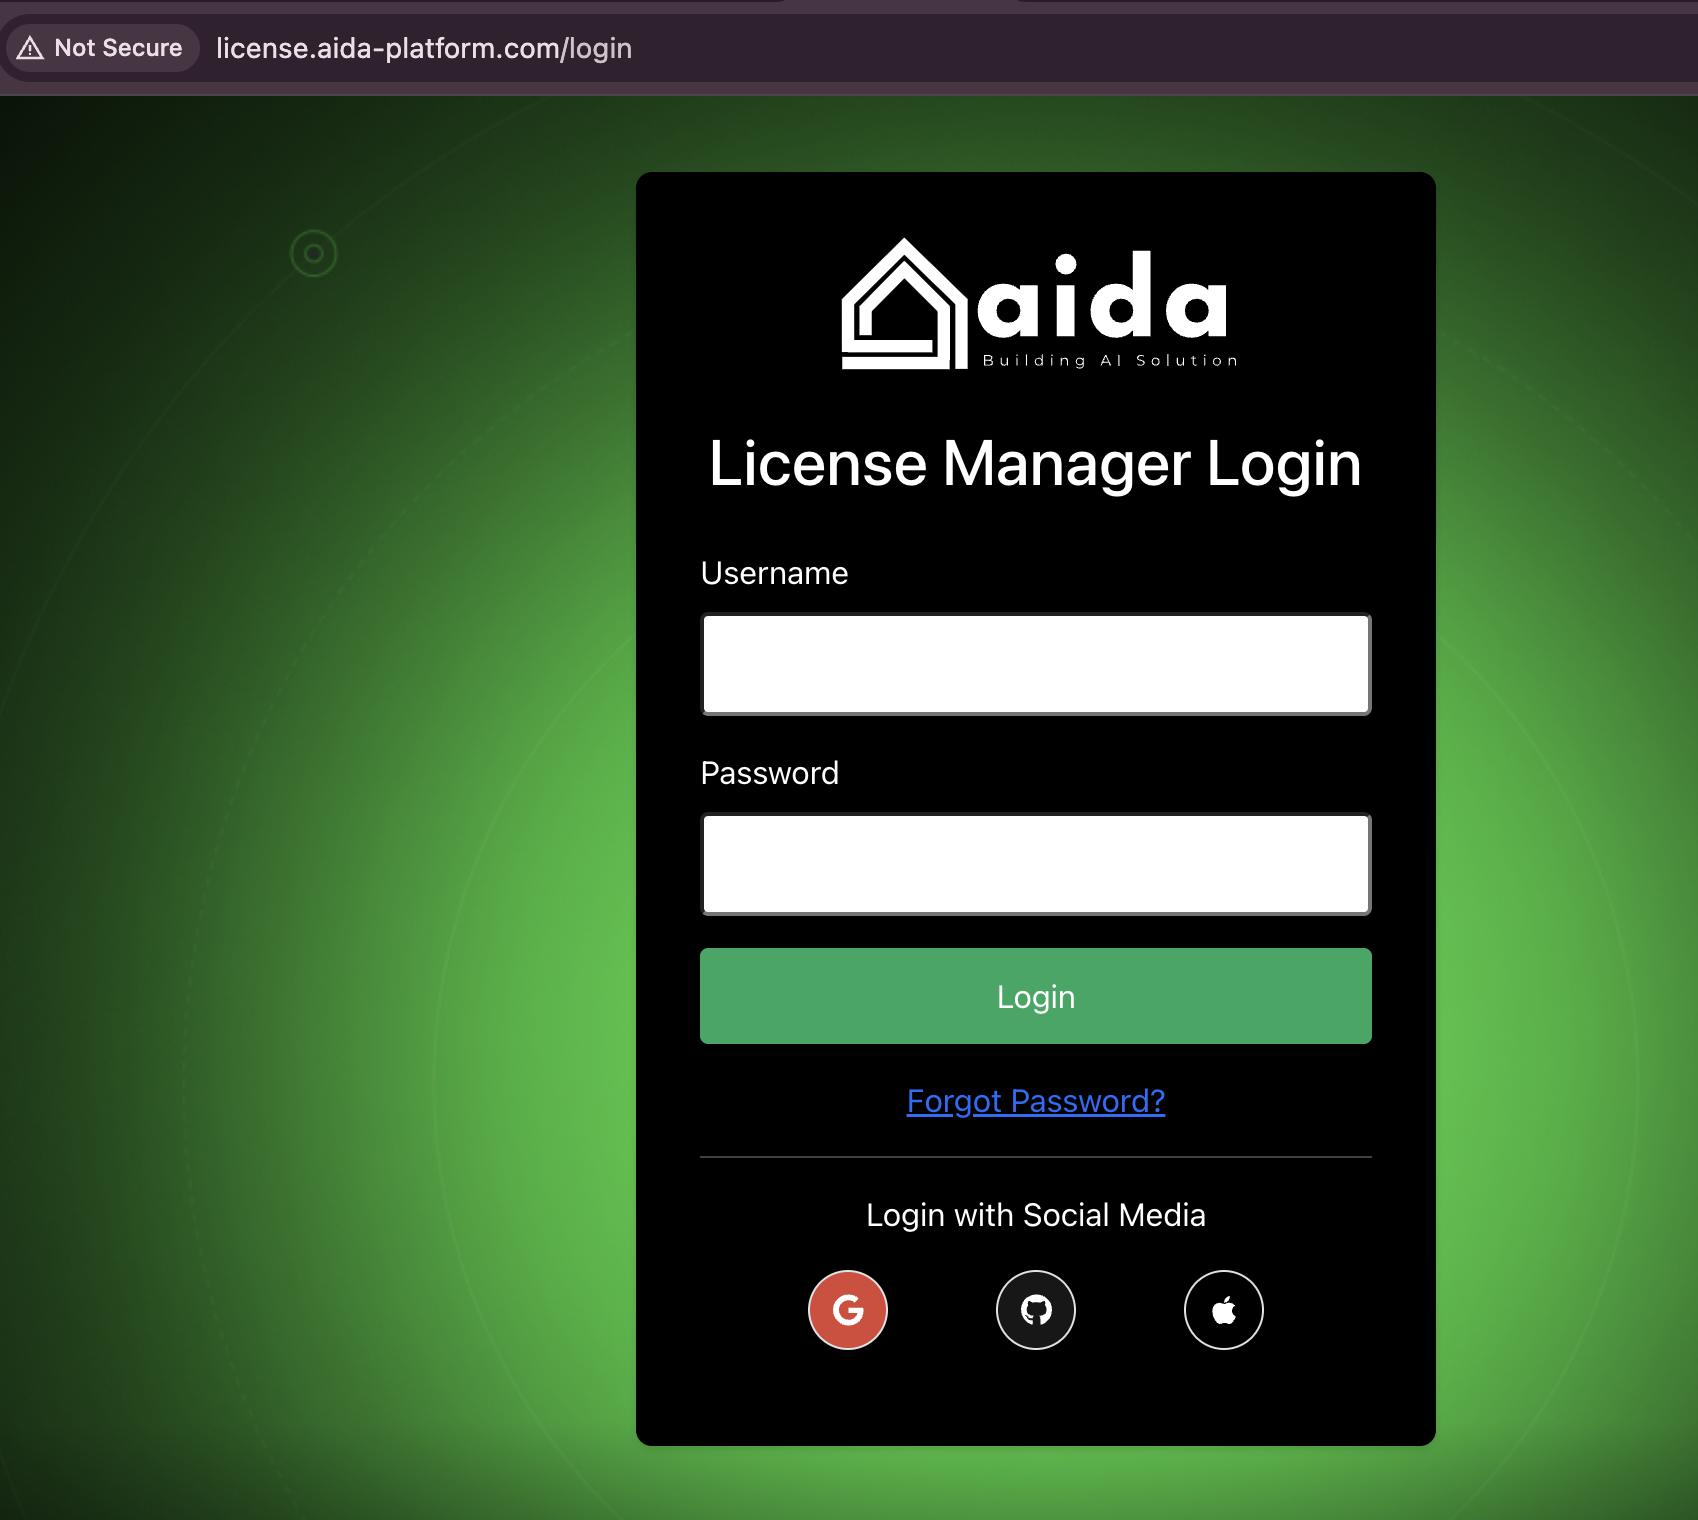 Not Secure license.aida-platform.com/login
aida
Building AI Solution
License Manager Login
Username
Password
Login
Forgot Password?
Login with Social Media